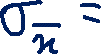 σ_x̄ =